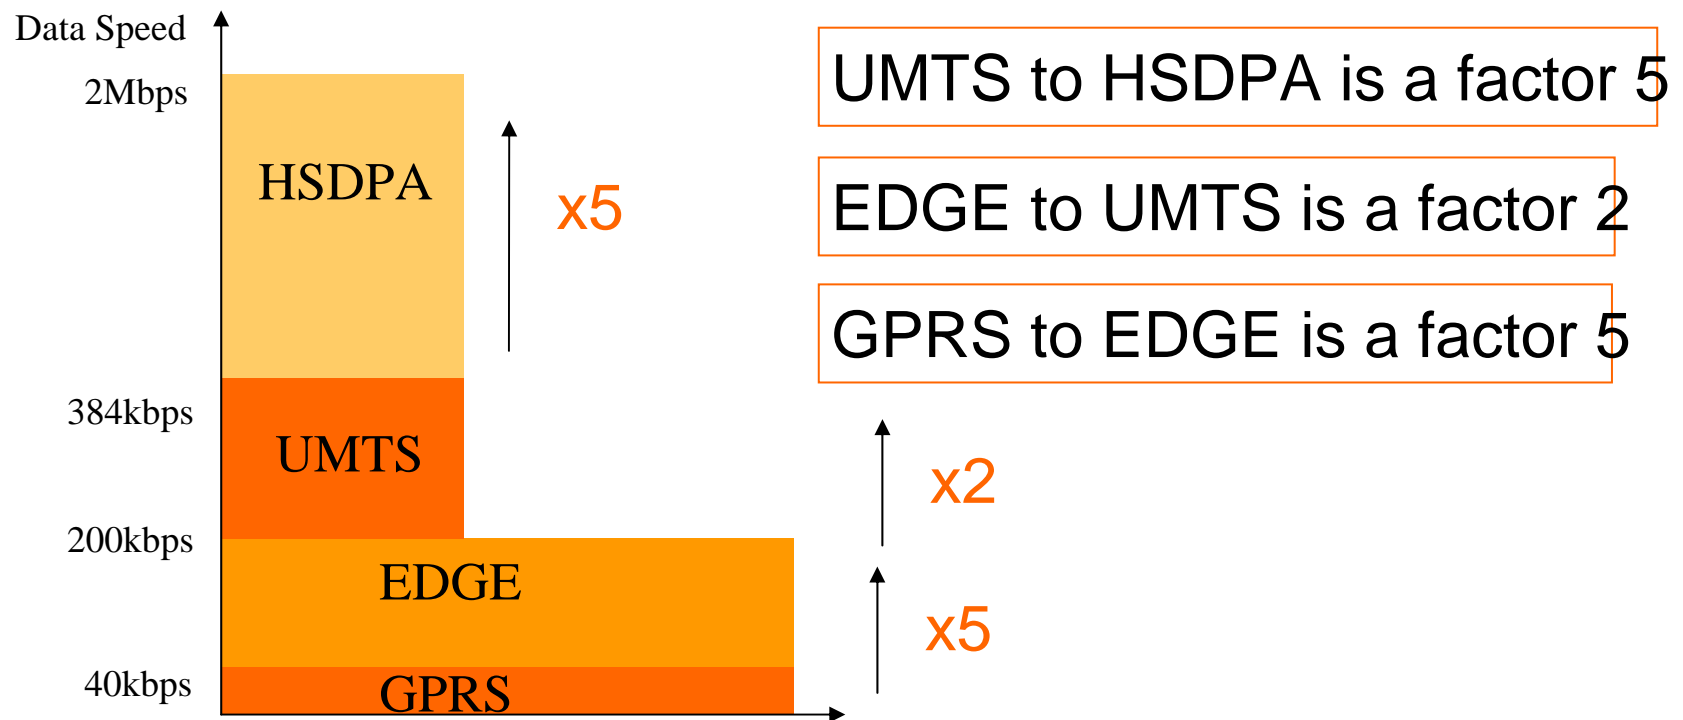 Data Speed
2Mbps
HSDPA
x5
384kbps
UMTS
x2
200kbps
EDGE
x5
40kbps
GPRS
UMTS to HSDPA is a factor 5
EDGE to UMTS is a factor 2
GPRS to EDGE is a factor 5